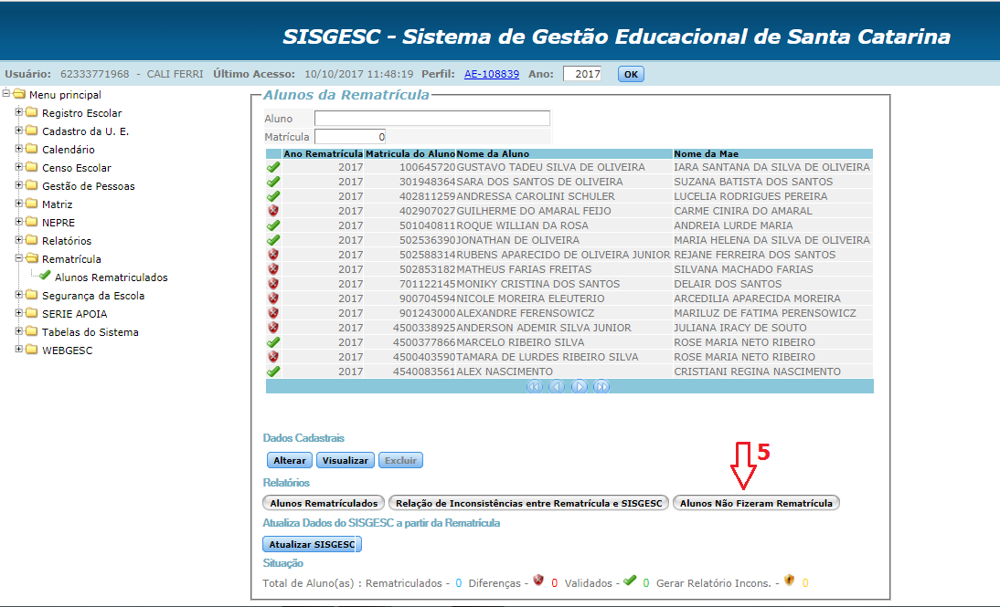 SISGESC - Sistema de Gestão Educacional de Santa Catarina
Usuário: 62333771968 - CALI FERRI Último Acesso: 10/10/2017 11:48:19 Perfil: AE-108839 Ano: 2017 OK
Menu principal
Registro Escolar
Cadastro da U. E.
Calendário
Censo Escolar
Gestão de Pessoas
Matriz
NEPRE
Relatórios
Rematrícula
Alunos Rematriculados
Segurança da Escola
SERIE APOIA
Tabelas do Sistema
WEBGESC
Alunos da Rematrícula
Aluno
Matrícula 0
Ano Rematrícula Matricula do Aluno Nome da Aluno Nome da Mae
2017 100645720 GUSTAVO TADEU SILVA DE OLIVEIRA IARA SANTANA DA SILVA DE OLIVEIRA
2017 301948364 SARA DOS SANTOS DE OLIVEIRA SUZANA BATISTA DOS SANTOS
2017 402811259 ANDRESSA CAROLINI SCHULER LUCELIA RODRIGUES PEREIRA
2017 402907027 GUILHERME DO AMARAL FEIJO CARME CINIRA DO AMARAL
2017 501040811 ROQUE WILLIAN DA ROSA ANDREIA LURDE MARIA
2017 502536390 JONATHAN DE OLIVEIRA MARIA HELENA DA SILVA DE OLIVEIRA
2017 502588314 RUBENS APARECIDO DE OLIVEIRA JUNIOR REJANE FERREIRA DOS SANTOS
2017 502853182 MATHEUS FARIAS FREITAS SILVANA MACHADO FARIAS
2017 701122145 MONIKY CRISTINA DOS SANTOS DELAIR DOS SANTOS
2017 900704594 NICOLE MOREIRA ELEUTERIO ARCEDILIA APARECIDA MOREIRA
2017 901243000 ALEXANDRE FERENSOWICZ MARILUZ DE FATIMA PERENSOWICZ
2017 4500338925 ANDERSON ADEMIR SILVA JUNIOR JULIANA IRACY DE SOUTO
2017 4500377866 MARCELO RIBEIRO SILVA ROSE MARIA NETO RIBEIRO
2017 4500403590 TAMARA DE LURDES RIBEIRO SILVA ROSE MARIA NETO RIBEIRO
2017 4540083561 ALEX NASCIMENTO CRISTIANI REGINA NASCIMENTO
Dados Cadastrais
Alterar Visualizar Excluir
5
Relatórios
Alunos Rematrículados Relação de Inconsistências entre Rematrícula e SISGESC Alunos Não Fizeram Rematrícula
Atualiza Dados do SISGESC a partir da Rematrícula
Atualizar SISGESC
Situação
Total de Aluno(as) : Rematriculados - 0 Diferenças - 0 Validados - 0 Gerar Relatório Incons. - 0